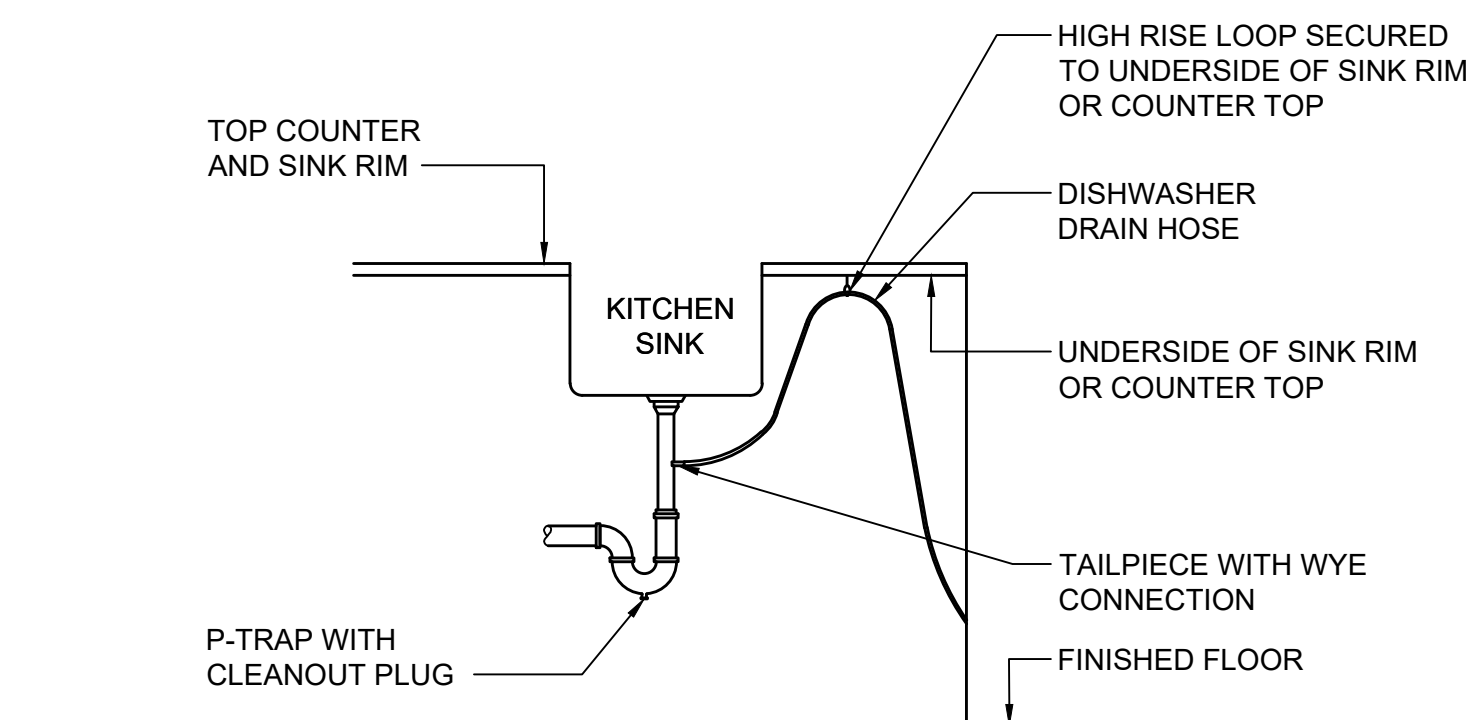 HIGH RISE LOOP SECURED
TO UNDERSIDE OF SINK RIM
OR COUNTER TOP
TOP COUNTER
AND SINK RIM
DISHWASHER
DRAIN HOSE
KITCHEN
SINK
UNDERSIDE OF SINK RIM
OR COUNTER TOP
TAILPIECE WITH WYE
CONNECTION
P-TRAP WITH
CLEANOUT PLUG
FINISHED FLOOR